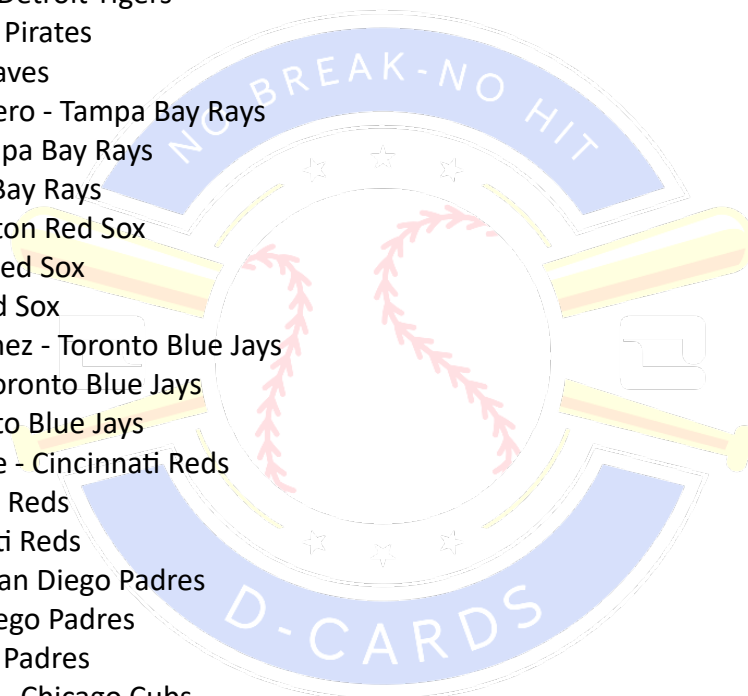 Detroit Tigers
Pirates
aves
ero - Tampa Bay Rays
pa Bay Rays
Bay Rays
ton Red Sox
ed Sox
d Sox
nez - Toronto Blue Jays
oronto Blue Jays
to Blue Jays
e - Cincinnati Reds
Reds
ti Reds
an Diego Padres
ego Padres
Padres
- Chicago Cubs
NO BREAK-NO HIT
D-CARDS